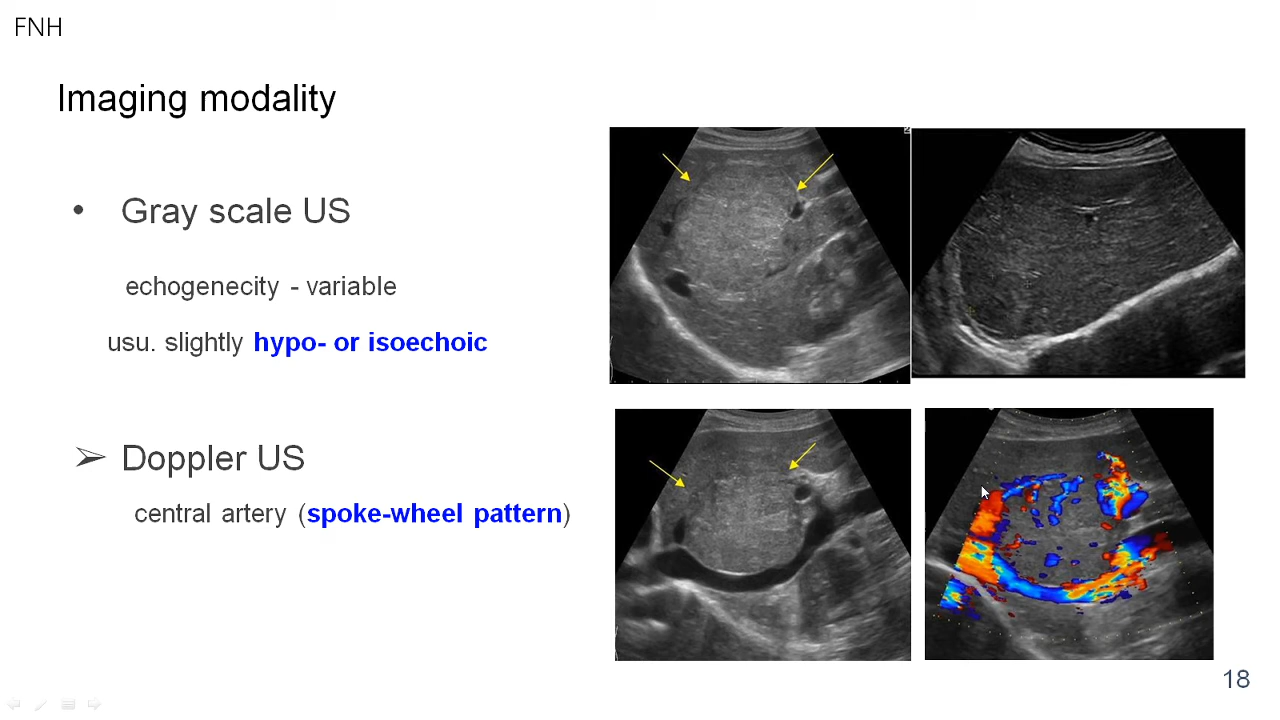 FNH
Imaging modality
• Gray scale US
echogenecity - variable
usu. slightly hypo- or isoechoic
➢ Doppler US
central artery (spoke-wheel pattern)
18